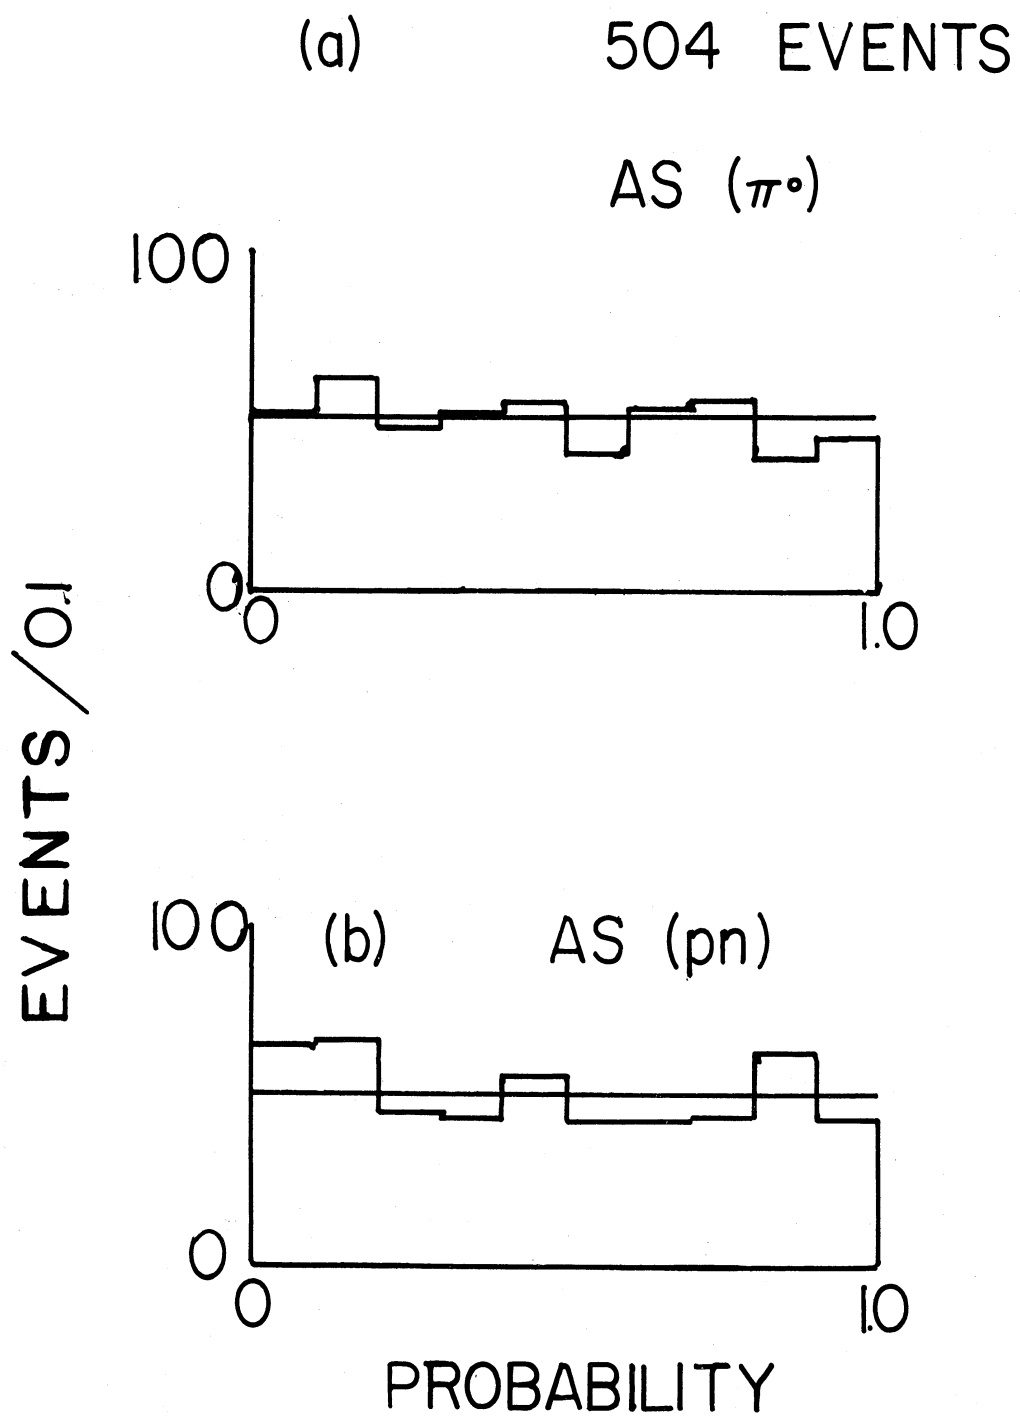 (a) 504 EVENTS
AS (π°)
100
0
0 1.0
EVENTS/0.1
100 (b) AS (pn)
0
0 1.0
PROBABILITY